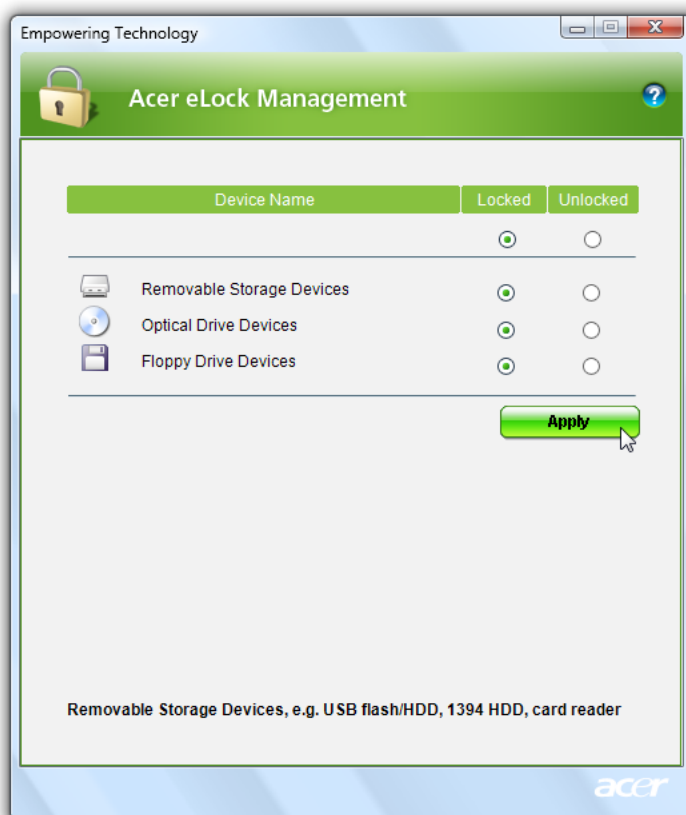 Empowering Technology
Acer eLock Management
Device Name Locked Unlocked
Removable Storage Devices
Optical Drive Devices
Floppy Drive Devices
Apply
Removable Storage Devices, e.g. USB flash/HDD, 1394 HDD, card reader
acer